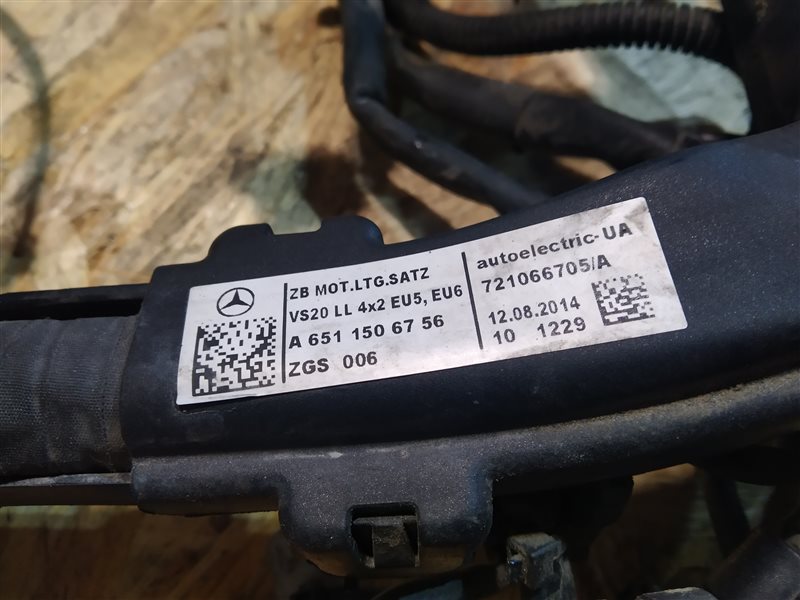 ZB MOT.LTG.SATZ
VS20 LL 4x2 EU5, EU6
A 651 150 67 56
ZGS 006
autoelectric-UA
721066705/A
12.08.2014
10 1229